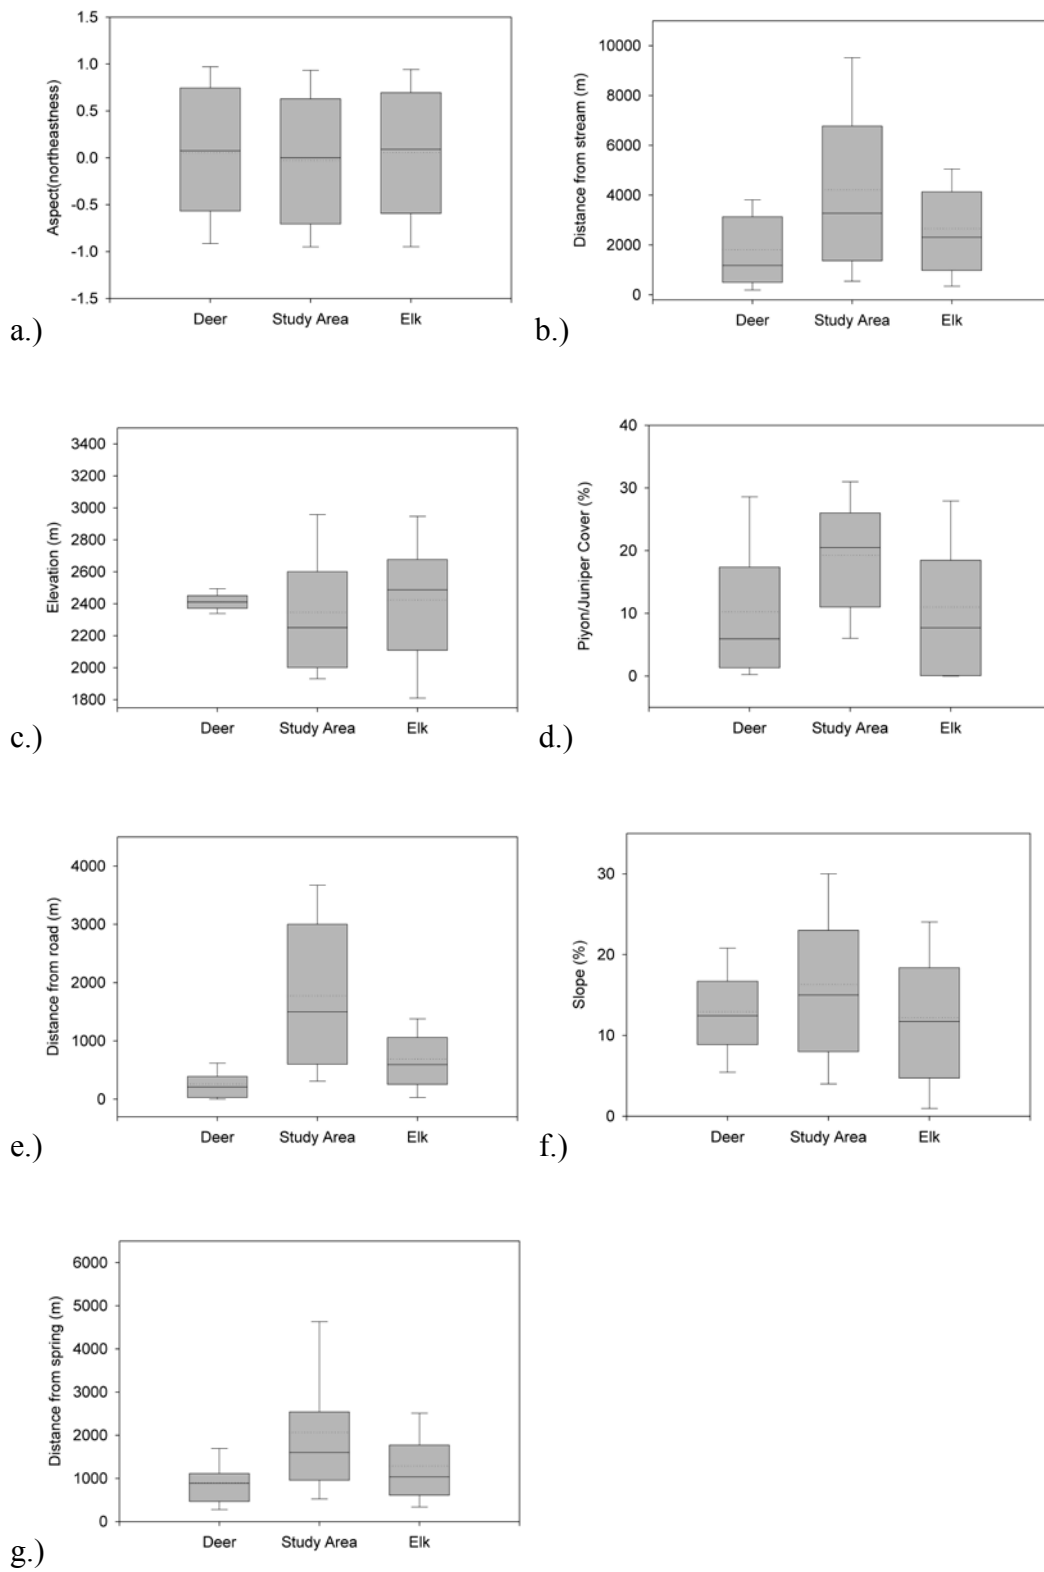 Aspect(northeastness)
1.5
1.0
0.5
0.0
-0.5
-1.0
-1.5
Deer Study Area Elk
a.)
Distance from stream (m)
10000
8000
6000
4000
2000
0
Deer Study Area Elk
b.)
Elevation (m)
3400
3200
3000
2800
2600
2400
2200
2000
1800
Deer Study Area Elk
c.)
Piyon/Juniper Cover (%)
40
30
20
10
0
Deer Study Area Elk
d.)
Distance from road (m)
4000
3000
2000
1000
0
Deer Study Area Elk
e.)
Slope (%)
30
20
10
0
Deer Study Area Elk
f.)
Distance from spring (m)
6000
5000
4000
3000
2000
1000
0
Deer Study Area Elk
g.)